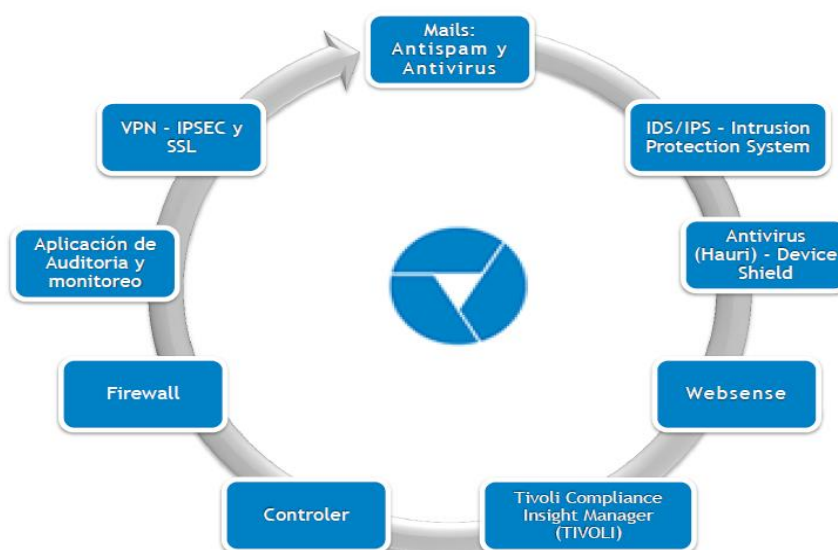 Mails:
Antispam y
Antivirus
IDS/IPS - Intrusion
Protection System
Antivirus
(Hauri) - Device
Shield
Websense
Tivoli Compliance
Insight Manager
(TIVOLI)
Controler
Firewall
Aplicación de
Auditoria y
monitoreo
VPN - IPSEC y
SSL